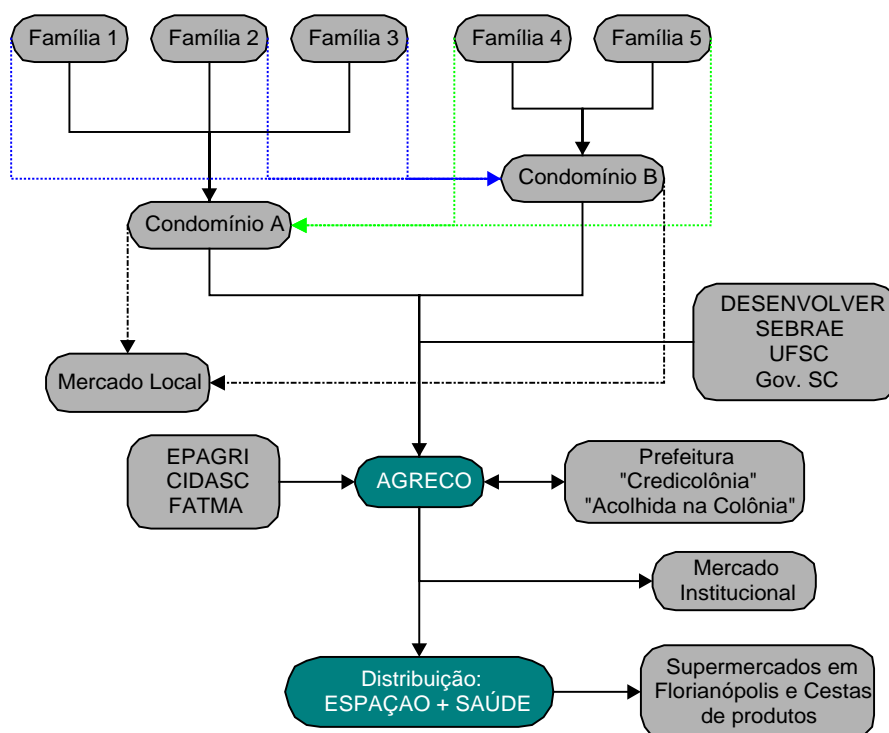 Família 1
Família 2
Família 3
Família 4
Família 5
Condomínio B
Condomínio A
DESENVOLVER
SEBRAE
UFSC
Gov. SC
Mercado Local
EPAGRI
CIDASC
FATMA
AGRECO
Prefeitura
"Credicolônia"
"Acolhida na Colônia"
Mercado
Institucional
Distribuição:
ESPAÇAO + SAÚDE
Supermercados em
Florianópolis e Cestas
de produtos